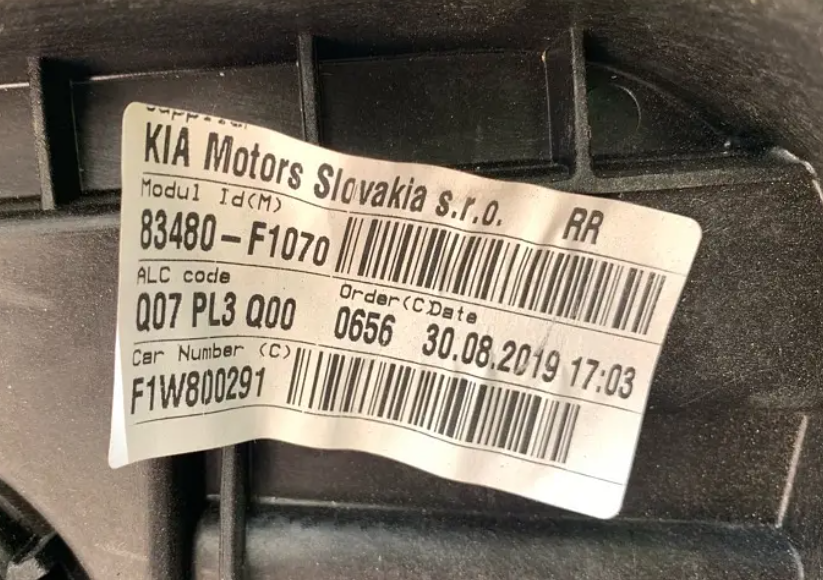 Supplier
KIA Motors Slovakia s.r.o. RR
Modul Id(M)
83480-F1070
ALC code Order(C) Date
Q07 PL3 Q00 0656 30.08.2019 17:03
Car Number (C)
F1W800291